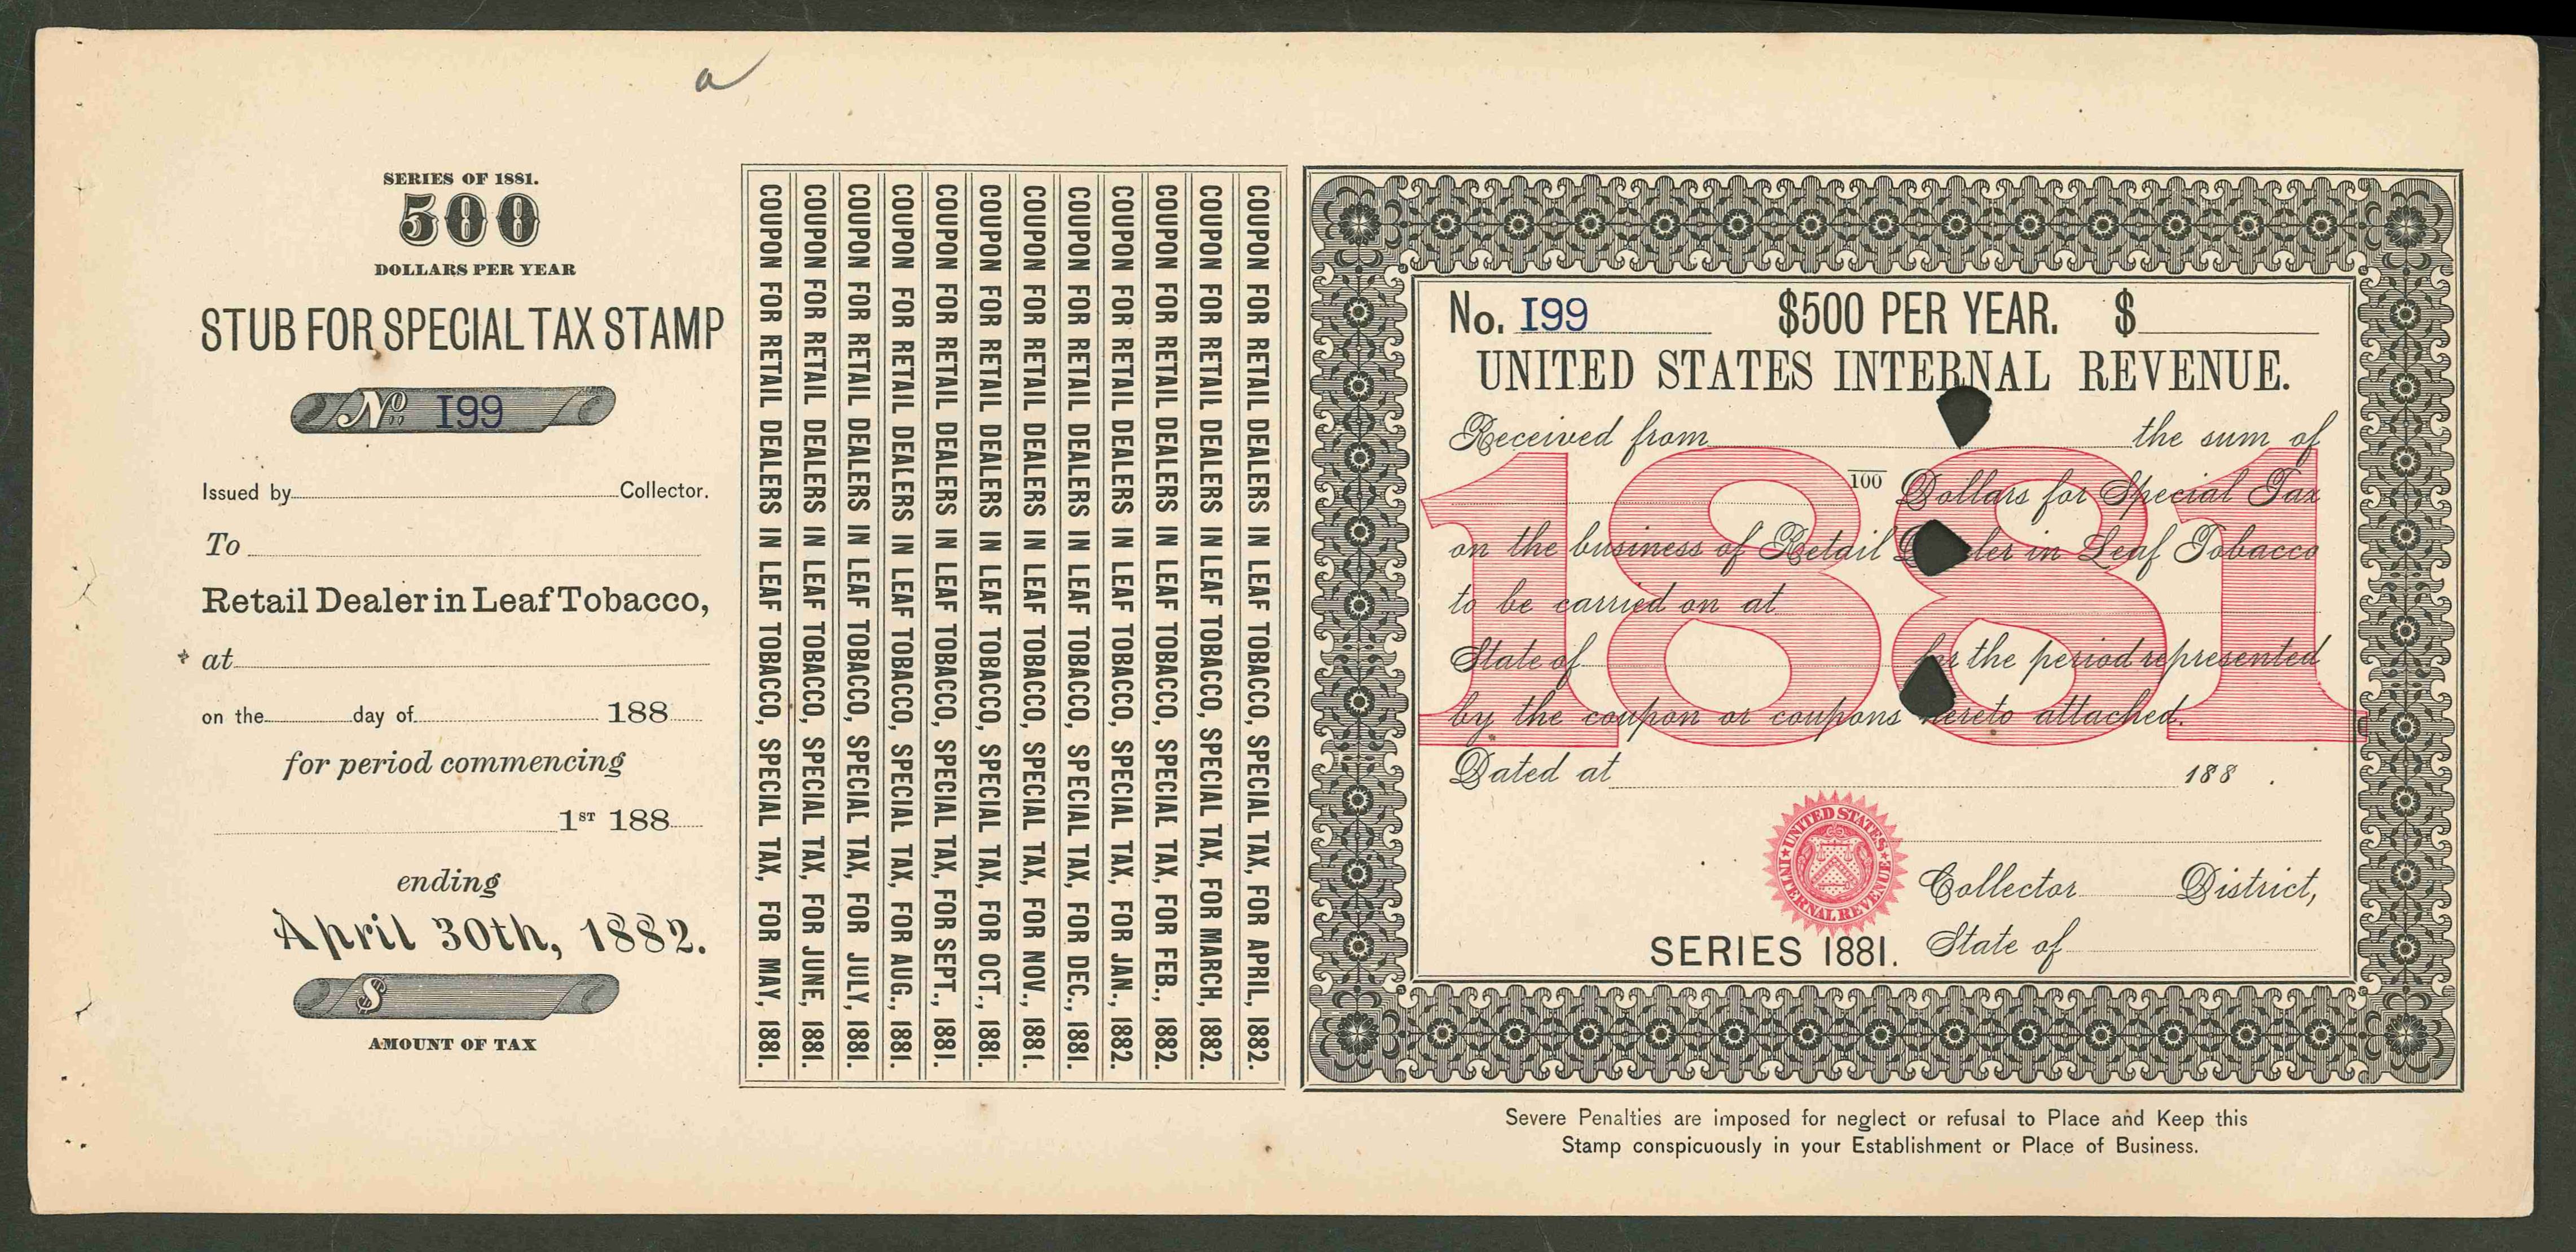 a
SERIES OF 1881.
500
DOLLARS PER YEAR
STUB FOR SPECIAL TAX STAMP
No. 199
Issued by Collector.
To
Retail Dealer in Leaf Tobacco,
at
on the day of 188
for period commencing
1ST 188
ending
April 30th, 1882.
$
AMOUNT OF TAX
COUPON FOR RETAIL DEALERS IN LEAF TOBACCO, SPECIAL TAX, FOR MAY, 1881.
COUPON FOR RETAIL DEALERS IN LEAF TOBACCO, SPECIAL TAX, FOR JUNE, 1881.
COUPON FOR RETAIL DEALERS IN LEAF TOBACCO, SPECIAL TAX, FOR JULY, 1881.
COUPON FOR RETAIL DEALERS IN LEAF TOBACCO, SPECIAL TAX, FOR AUG., 1881.
COUPON FOR RETAIL DEALERS IN LEAF TOBACCO, SPECIAL TAX, FOR SEPT., 1881.
COUPON FOR RETAIL DEALERS IN LEAF TOBACCO, SPECIAL TAX, FOR OCT., 1881.
COUPON FOR RETAIL DEALERS IN LEAF TOBACCO, SPECIAL TAX, FOR NOV., 1881.
COUPON FOR RETAIL DEALERS IN LEAF TOBACCO, SPECIAL TAX, FOR DEC., 1881.
COUPON FOR RETAIL DEALERS IN LEAF TOBACCO, SPECIAL TAX, FOR JAN., 1882.
COUPON FOR RETAIL DEALERS IN LEAF TOBACCO, SPECIAL TAX, FOR FEB., 1882.
COUPON FOR RETAIL DEALERS IN LEAF TOBACCO, SPECIAL TAX, FOR MARCH, 1882.
COUPON FOR RETAIL DEALERS IN LEAF TOBACCO, SPECIAL TAX, FOR APRIL, 1882.
No. 199 $500 PER YEAR. $
UNITED STATES INTERNAL REVENUE.
1881
Received from the sum of
100 Dollars for Special Tax
on the business of Retail in Leaf Tobacco
to be carried on at
State of for the period represented
by the coupon or coupons hereto attached.
Dated at 188 .
UNITED STATES INTERNAL REVENUE
Collector District,
SERIES 1881. State of
Severe Penalties are imposed for neglect or refusal to Place and Keep this
Stamp conspicuously in your Establishment or Place of Business.